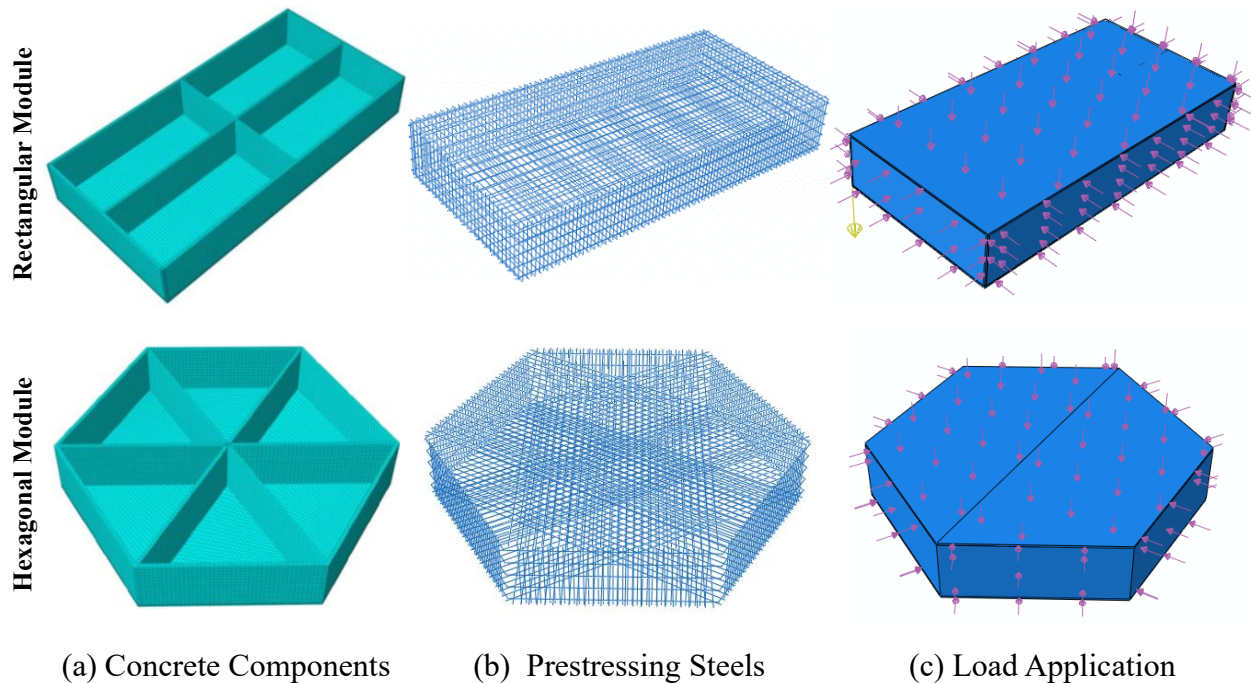 Rectangular Module
Hexagonal Module
(a) Concrete Components
(b) Prestressing Steels
(c) Load Application